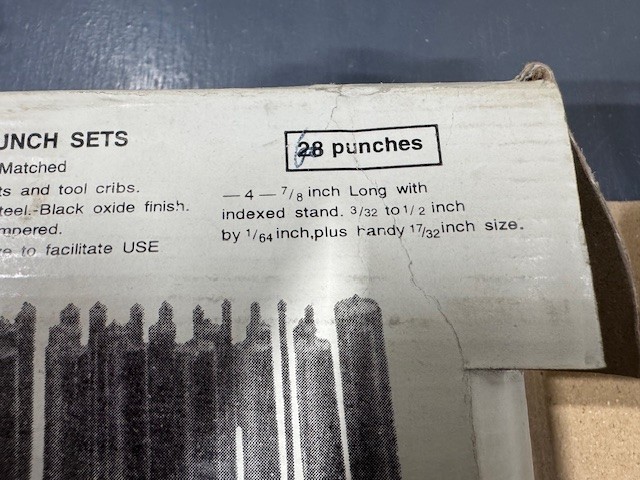 UNCH SETS
Matched
ts and tool cribs.
teel.-Black oxide finish.
mpered.
e to facilitate USE
28 punches
— 4 — 7/8 inch Long with
indexed stand. 3/32 to 1/2 inch
by 1/64 inch,plus handy 17/32 inch size.